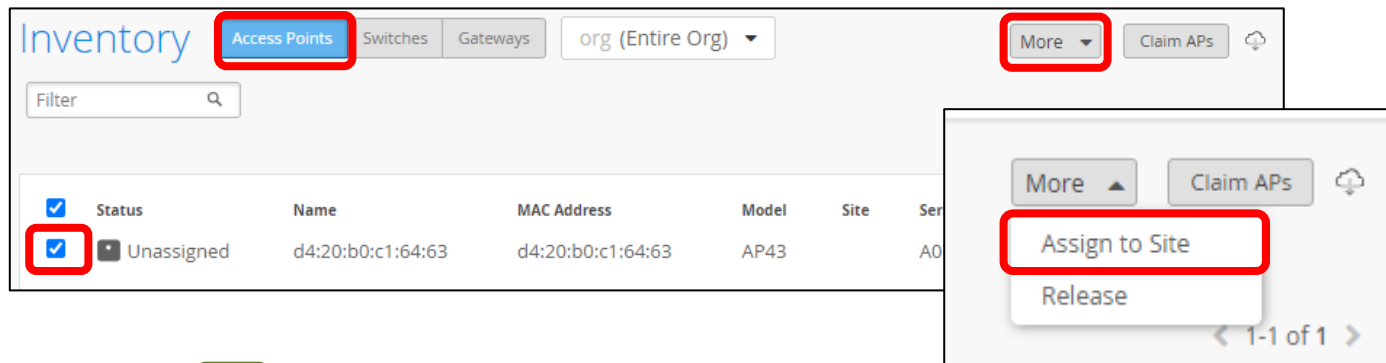 Inventory Access Points Switches Gateways org (Entire Org) More Claim APs
Filter
Status Name MAC Address Model Site
Unassigned d4:20:b0:c1:64:63 d4:20:b0:c1:64:63 AP43
More Claim APs
Assign to Site
Release
1-1 of 1